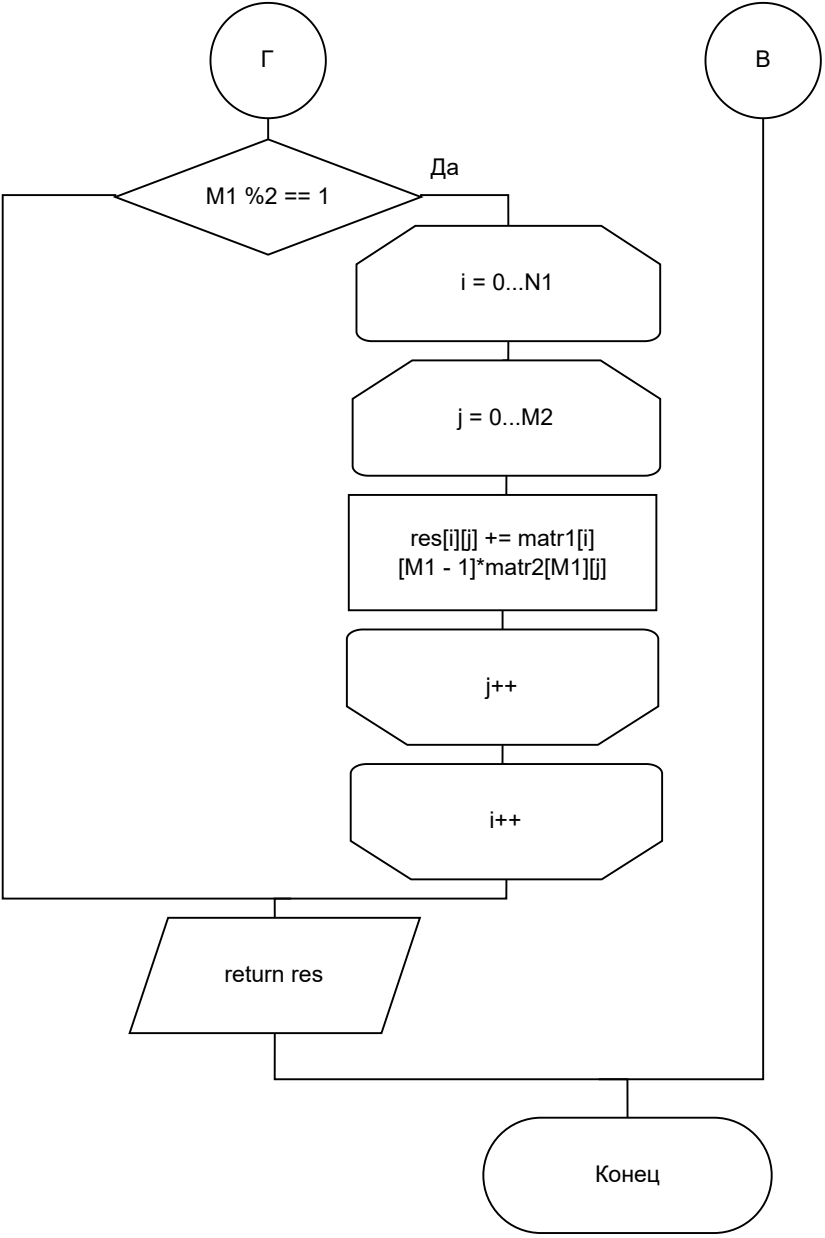 Г
В
Да
M1 %2 == 1
i = 0...N1
j = 0...M2
res[i][j] += matr1[i]
[M1 - 1]*matr2[M1][j]
j++
i++
return res
Конец